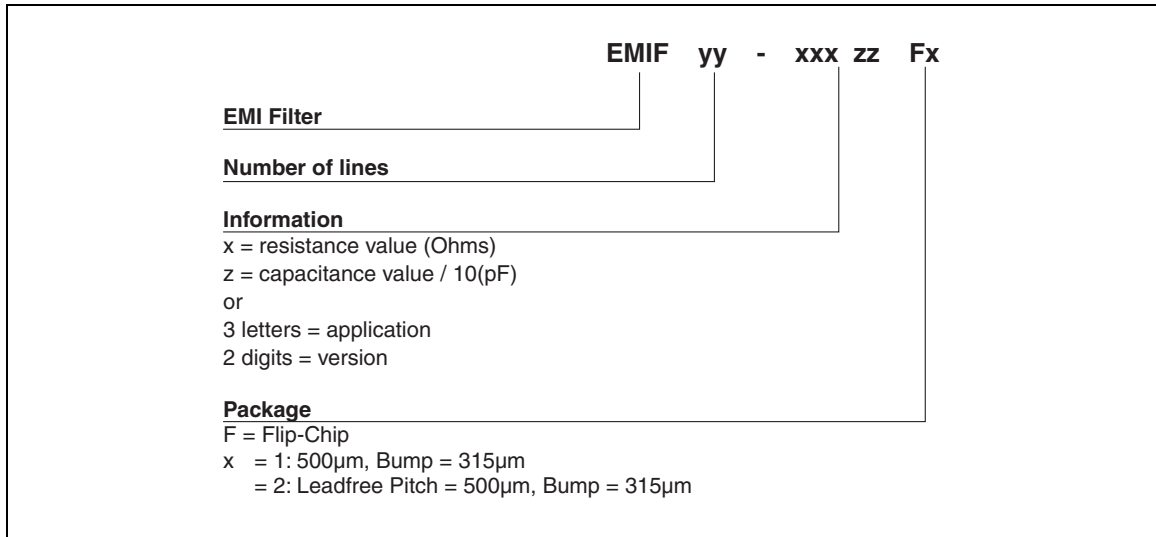 EMIF yy - xxx zz Fx
EMI Filter
Number of lines
Information
x = resistance value (Ohms)
z = capacitance value / 10(pF)
or
3 letters = application
2 digits = version
Package
F = Flip-Chip
x = 1: 500µm, Bump = 315µm
= 2: Leadfree Pitch = 500µm, Bump = 315µm